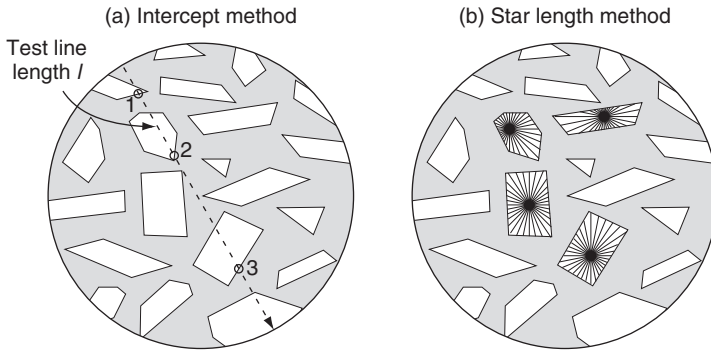 (a) Intercept method
Test line
length l
1
2
3
(b) Star length method